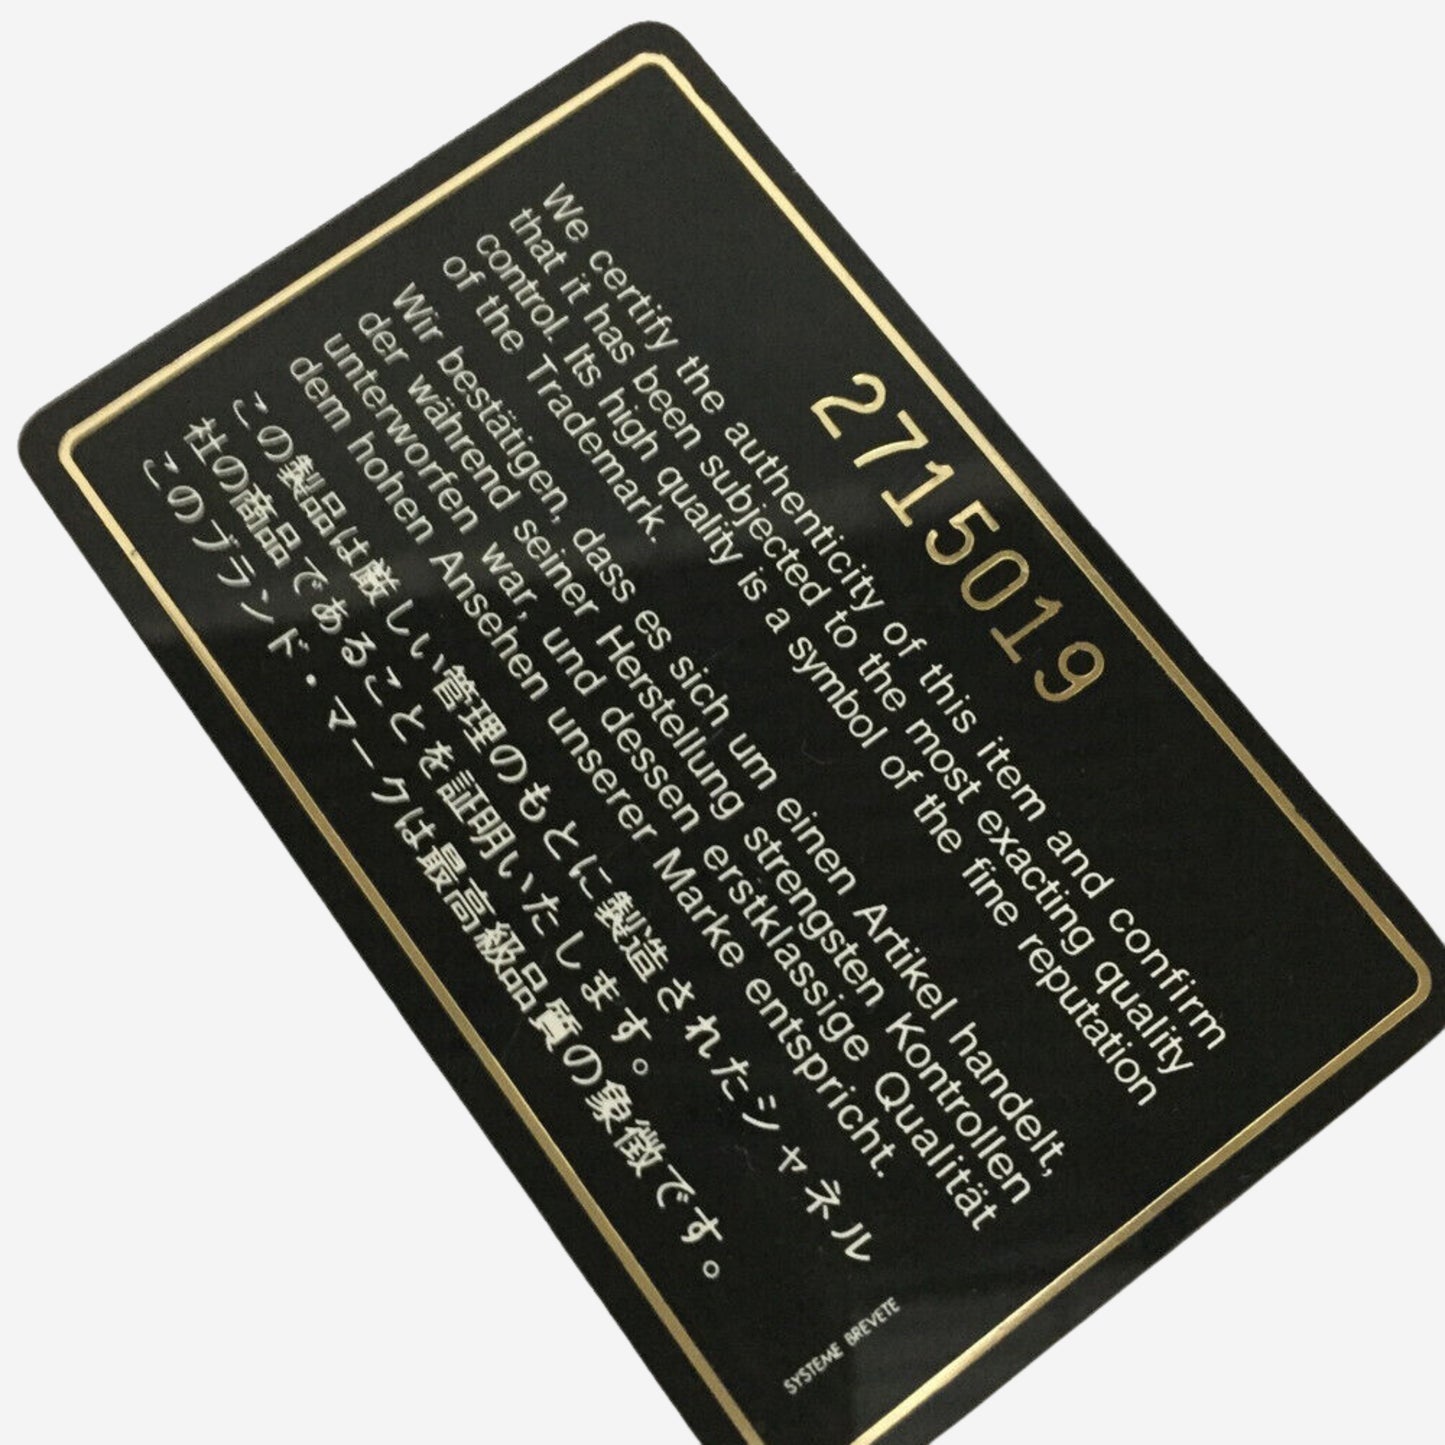 2715019
We certify the authenticity of this item and confirm
that it has been subjected to the most exacting quality
control. Its high quality is a symbol of the fine reputation
of the Trademark.
Wir bestätigen, dass es sich um einen Artikel handelt,
der während seiner Herstellung strengsten Kontrollen
unterworfen war, und dessen erstklassige Qualität
dem hohen Ansehen unserer Marke entspricht.
この製品は厳しい管理のもとに製造されたシャネル
社の商品であることを証明いたします。
このブランド・マークは最高級品質の象徴です。
SYSTEME BREVETE